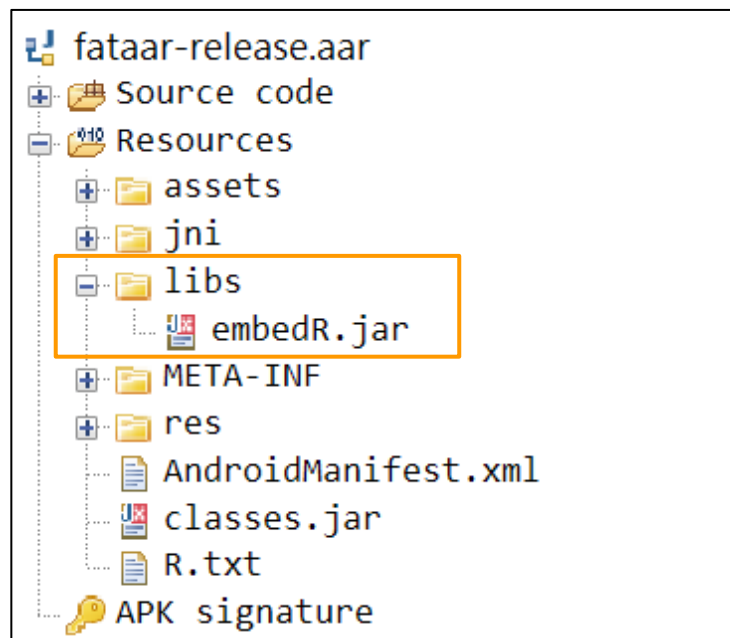 fataar-release.aar
Source code
Resources
assets
jni
libs
embedR.jar
META-INF
res
AndroidManifest.xml
classes.jar
R.txt
APK signature